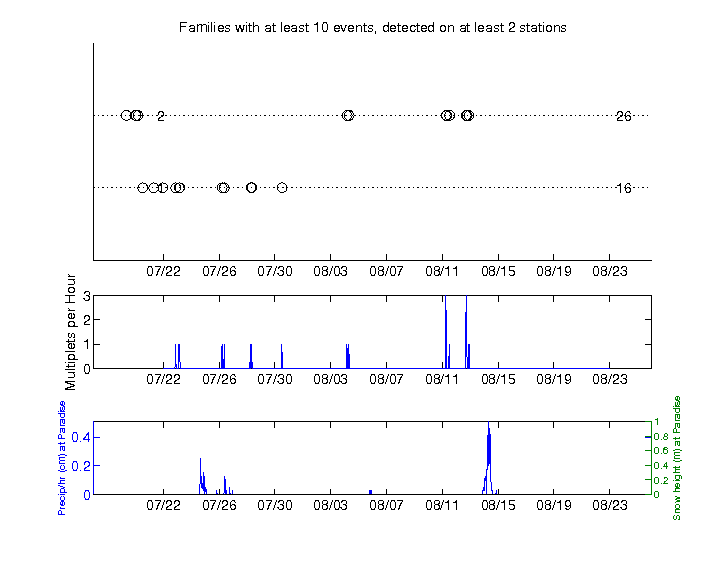 Families with at least 10 events, detected on at least 2 stations
2 26
1 16
07/22 07/26 07/30 08/03 08/07 08/11 08/15 08/19 08/23
Multiplets per Hour
3
2
1
0
07/22 07/26 07/30 08/03 08/07 08/11 08/15 08/19 08/23
Precip/hr (cm) at Paradise
0.4
0.2
0
1
0.8
0.6
0.4
0.2
0
Snow height (m) at Paradise
07/22 07/26 07/30 08/03 08/07 08/11 08/15 08/19 08/23